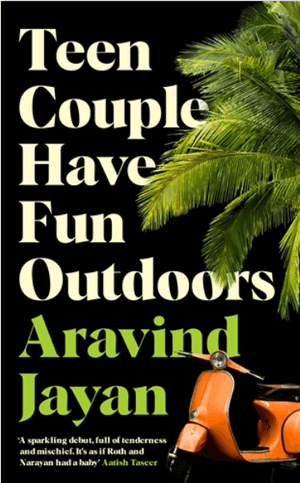 Teen
Couple
Have
Fun
Outdoors
Aravind
Jayan
‘A sparkling debut, full of tenderness
and mischief. It’s as if Roth and
Narayan had a baby’ Aatish Taseer